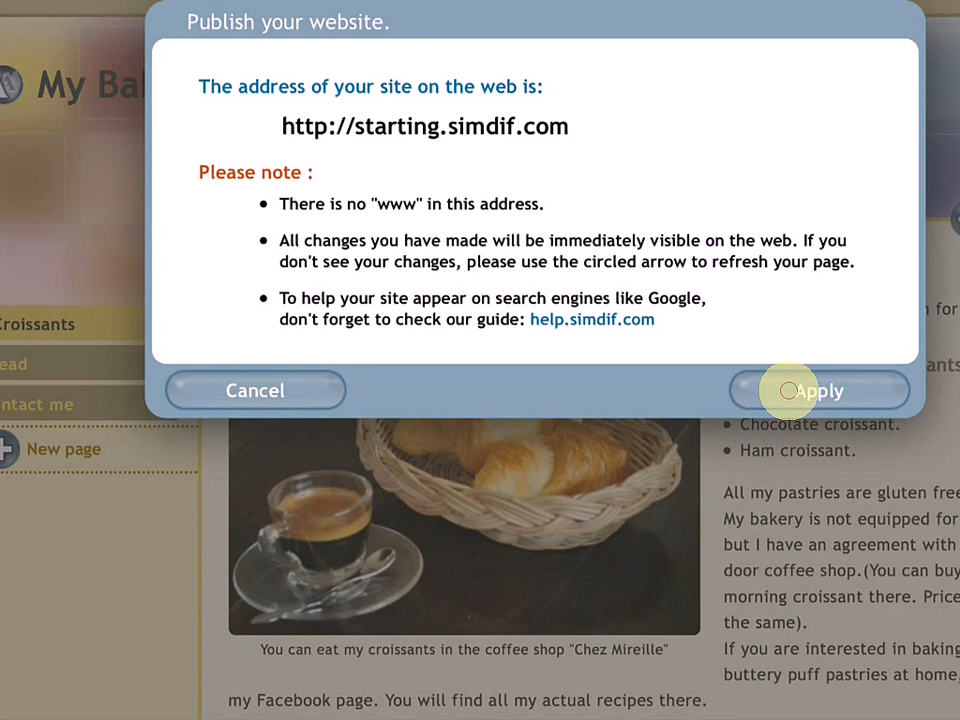 Publish your website.
My Ba
The address of your site on the web is:
http://starting.simdif.com
Please note :
There is no "www" in this address.
All changes you have made will be immediately visible on the web. If you
don't see your changes, please use the circled arrow to refresh your page.
To help your site appear on search engines like Google,
don't forget to check our guide: help.simdif.com
Cancel
Apply
Croissants
ead
ntact me
New page
for
ants
Chocolate croissant.
Ham croissant.
All my pastries are gluten fre
My bakery is not equipped for
but I have an agreement with
door coffee shop.(You can buy
morning croissant there. Price
the same).
If you are interested in baking
buttery puff pastries at home,
You can eat my croissants in the coffee shop "Chez Mireille"
my Facebook page. You will find all my actual recipes there.